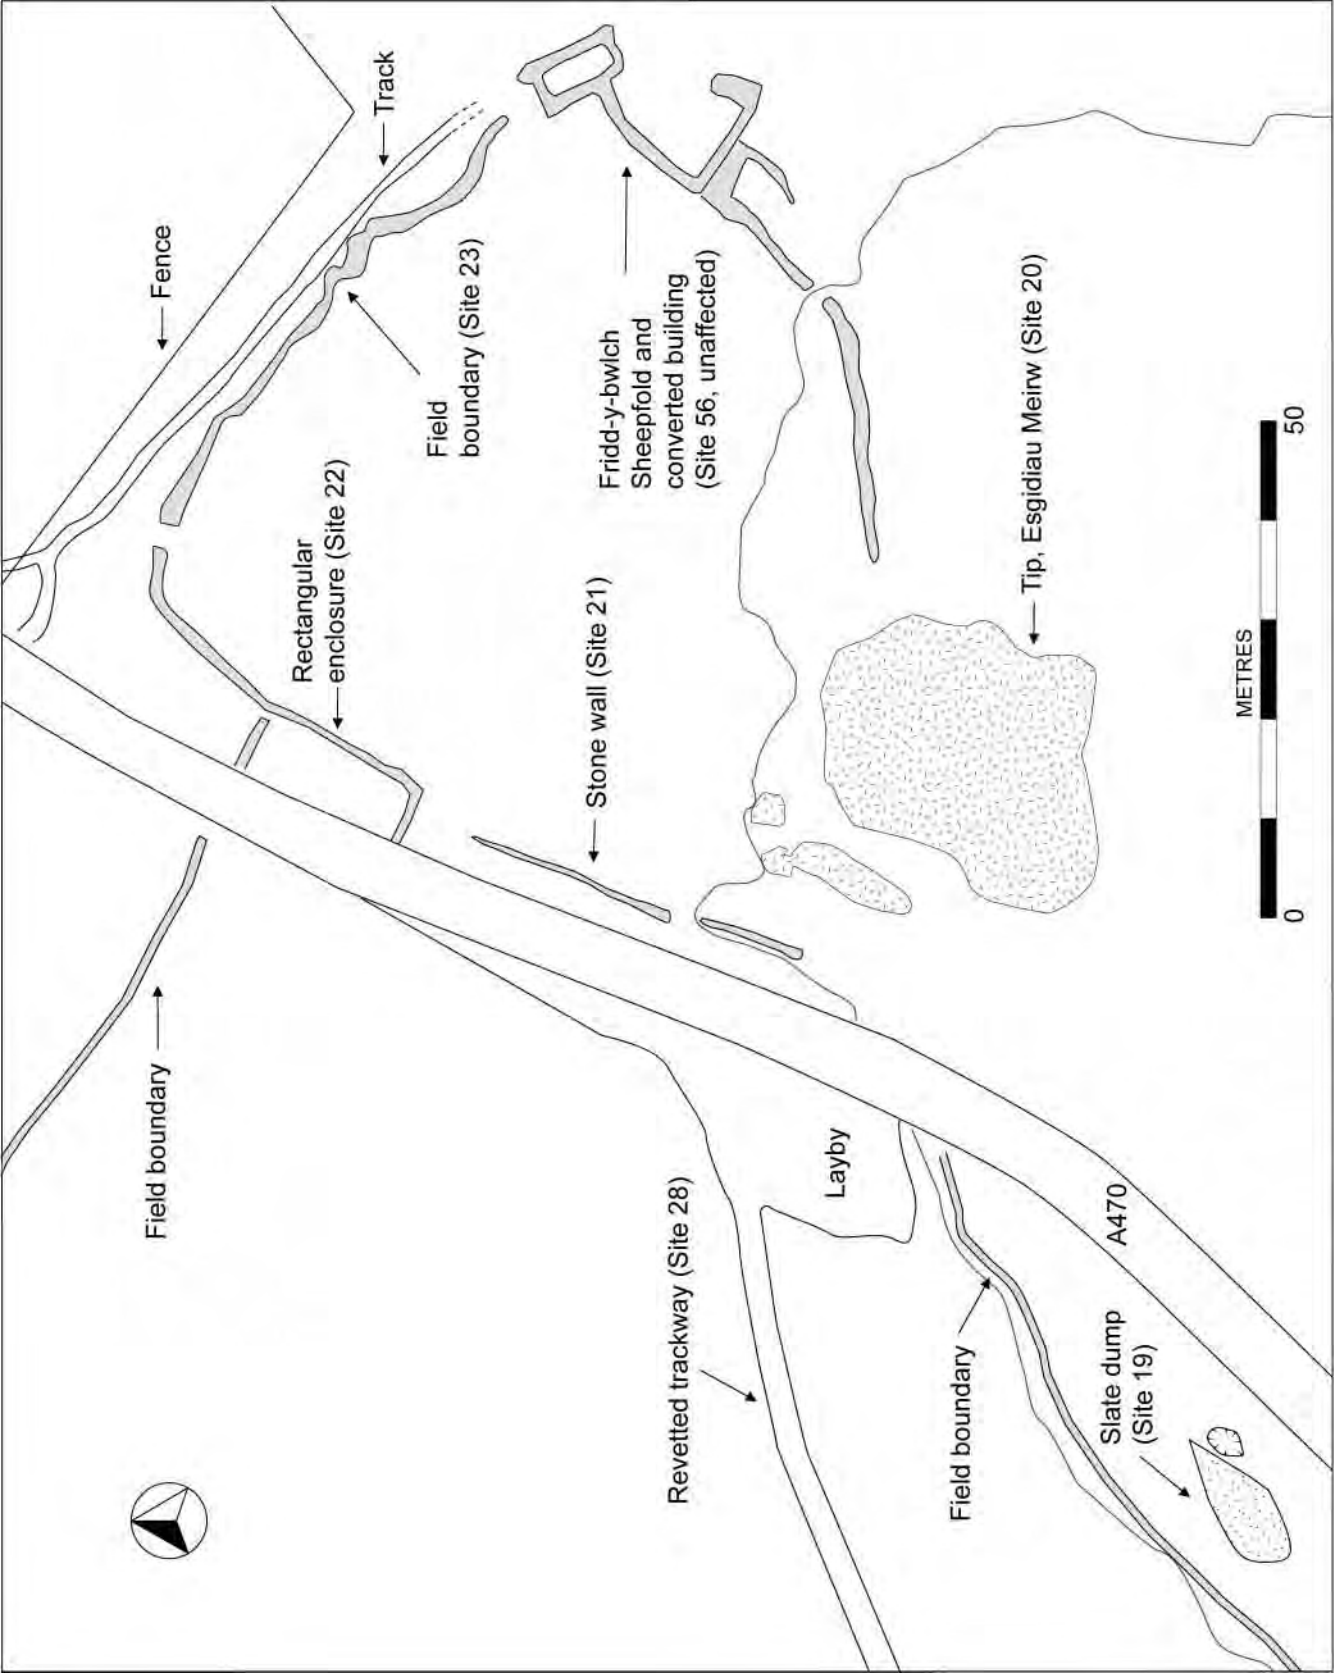 Fence
Track
Field
boundary (Site 23)
Rectangular
enclosure (Site 22)
Fridd-y-bwlch
Sheepfold and
converted building
(Site 56, unaffected)
Stone wall (Site 21)
Tip, Esgidiau Meirw (Site 20)
Field boundary
Layby
Revetted trackway (Site 28)
A470
Field boundary
Slate dump
(Site 19)
METRES
0
50